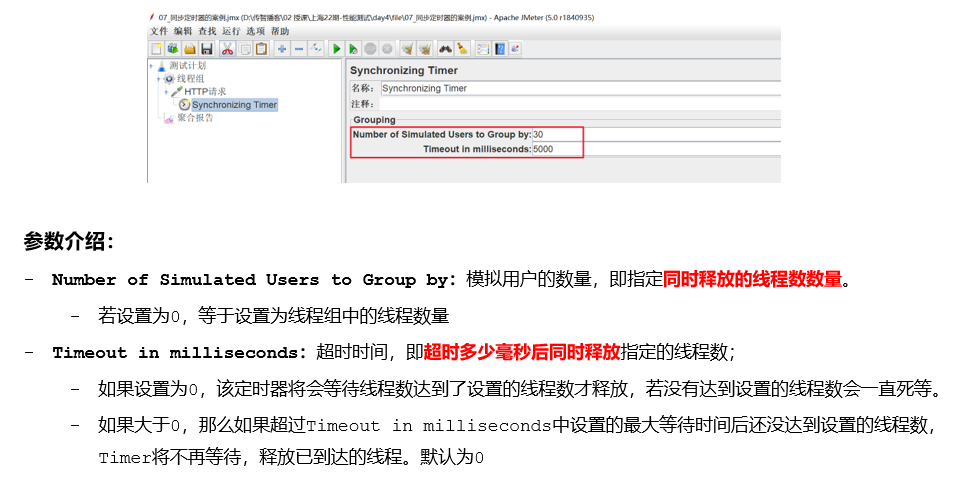 07_同步定时器的案例.jmx (D:\传智播客\02 授课\上海22期-性能测试\day4\file\07_同步定时器的案例.jmx) - Apache JMeter (5.0 r1840935)
文件 编辑 查找 运行 选项 帮助
测试计划
线程组
HTTP请求
Synchronizing Timer
聚合报告
Synchronizing Timer
名称: Synchronizing Timer
注释:
Grouping
Number of Simulated Users to Group by: 30
Timeout in milliseconds: 5000
参数介绍：
- Number of Simulated Users to Group by：模拟用户的数量，即指定同时释放的线程数数量。
- 若设置为0，等于设置为线程组中的线程数量
- Timeout in milliseconds：超时时间，即超时多少毫秒后同时释放指定的线程数；
- 如果设置为0，该定时器将会等待线程数达到了设置的线程数才释放，若没有达到设置的线程数会一直死等。
- 如果大于0，那么如果超过Timeout in milliseconds中设置的最大等待时间后还没达到设置的线程数，
Timer将不再等待，释放已到达的线程。默认为0